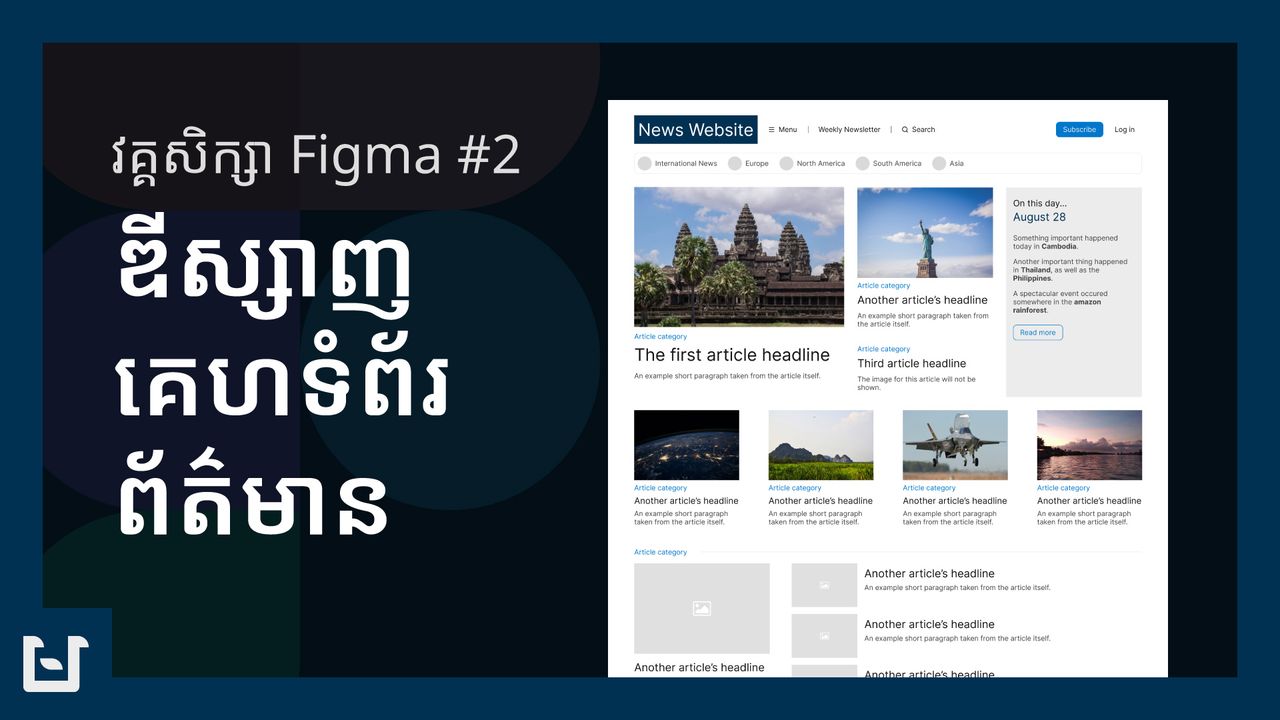 វគ្គសិក្សា Figma #2
ឌីស្សាញ
គេហទំព័រ
ព័ត៌មាន
News Website
Menu | Weekly Newsletter | Search
Subscribe
Log in
International News
Europe
North America
South America
Asia
Article category
The first article headline
An example short paragraph taken from the article itself.
Article category
Another article’s headline
An example short paragraph taken from
the article itself.
Article category
Third article headline
The image for this article will not be
shown.
On this day...
August 28
Something important happened
today in Cambodia.
Another important thing happened
in Thailand, as well as the
Philippines.
A spectacular event occured
somewhere in the amazon
rainforest.
Read more
Article category
Another article’s headline
An example short paragraph
taken from the article itself.
Article category
Another article’s headline
An example short paragraph
taken from the article itself.
Article category
Another article’s headline
An example short paragraph
taken from the article itself.
Article category
Another article’s headline
An example short paragraph
taken from the article itself.
Article category
Another article’s headline
Another article’s headline
An example short paragraph taken from the article itself.
Another article’s headline
An example short paragraph taken from the article itself.
Another article’s headline